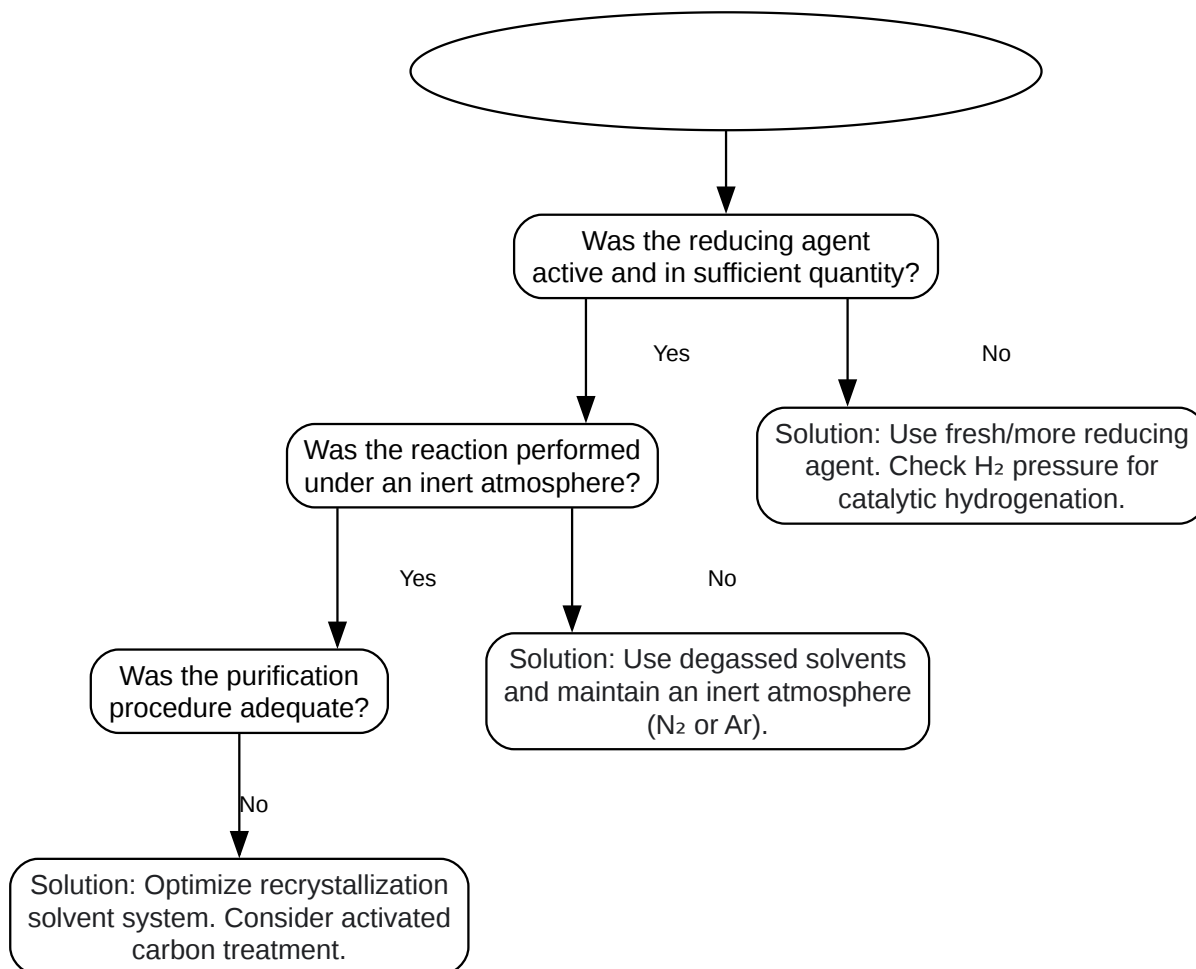 Was the reducing agent
active and in sufficient quantity?
Yes
No
Was the reaction performed
under an inert atmosphere?
Solution: Use fresh/more reducing
agent. Check H₂ pressure for
catalytic hydrogenation.
Yes
No
Was the purification
procedure adequate?
Solution: Use degassed solvents
and maintain an inert atmosphere
(N₂ or Ar).
No
Solution: Optimize recrystallization
solvent system. Consider activated
carbon treatment.